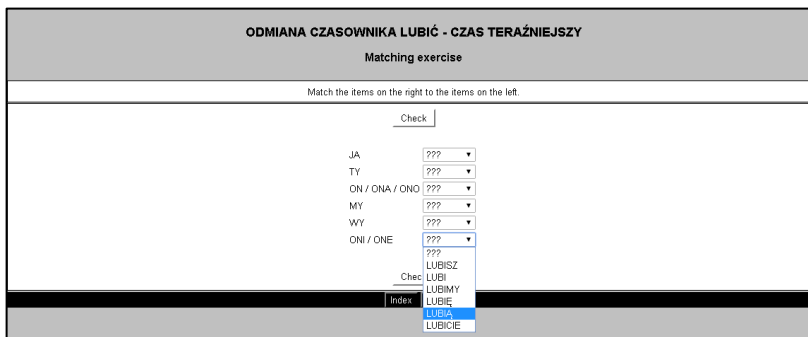 ODMIANA CZASOWNIKA LUBIĆ - CZAS TERAŹNIEJSZY
Matching exercise
Match the items on the right to the items on the left.
Check
JA ???
TY ???
ON / ONA / ONO ???
MY ???
WY ???
ONI / ONE ???
???
LUBISZ
LUBI
LUBIMY
LUBIĘ
LUBIĄ
LUBICIE
Chec
Index